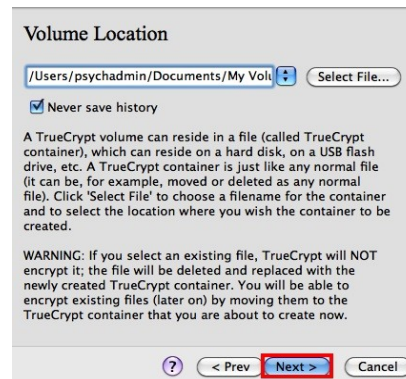 Volume Location
/Users/psychadmin/Documents/My Volu
Select File...
Never save history
A TrueCrypt volume can reside in a file (called TrueCrypt
container), which can reside on a hard disk, on a USB flash
drive, etc. A TrueCrypt container is just like any normal file
(it can be, for example, moved or deleted as any normal
file). Click 'Select File' to choose a filename for the container
and to select the location where you wish the container to be
created.
WARNING: If you select an existing file, TrueCrypt will NOT
encrypt it; the file will be deleted and replaced with the
newly created TrueCrypt container. You will be able to
encrypt existing files (later on) by moving them to the
TrueCrypt container that you are about to create now.
? < Prev Next > Cancel